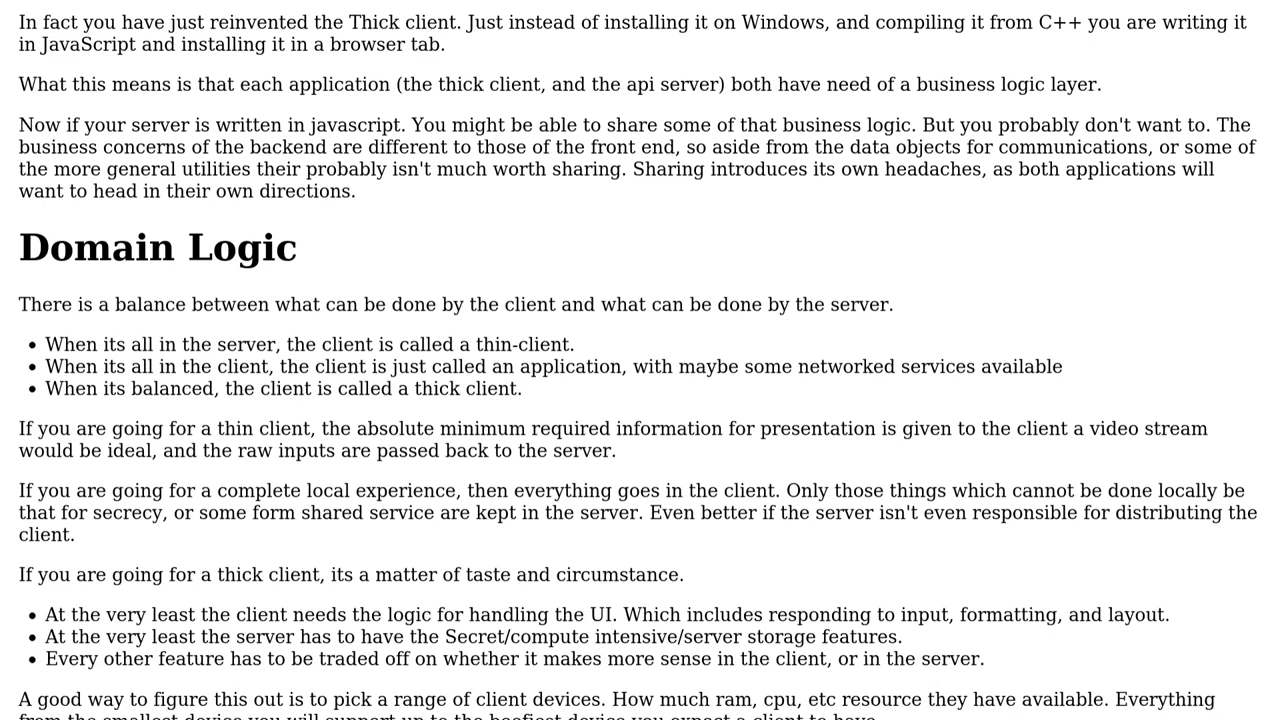 In fact you have just reinvented the Thick client. Just instead of installing it on Windows, and compiling it from C++ you are writing it
in JavaScript and installing it in a browser tab.
What this means is that each application (the thick client, and the api server) both have need of a business logic layer.
Now if your server is written in javascript. You might be able to share some of that business logic. But you probably don't want to. The
business concerns of the backend are different to those of the front end, so aside from the data objects for communications, or some of
the more general utilities their probably isn't much worth sharing. Sharing introduces its own headaches, as both applications will
want to head in their own directions.
Domain Logic
There is a balance between what can be done by the client and what can be done by the server.
• When its all in the server, the client is called a thin-client.
• When its all in the client, the client is just called an application, with maybe some networked services available
• When its balanced, the client is called a thick client.
If you are going for a thin client, the absolute minimum required information for presentation is given to the client a video stream
would be ideal, and the raw inputs are passed back to the server.
If you are going for a complete local experience, then everything goes in the client. Only those things which cannot be done locally be
that for secrecy, or some form shared service are kept in the server. Even better if the server isn't even responsible for distributing the
client.
If you are going for a thick client, its a matter of taste and circumstance.
• At the very least the client needs the logic for handling the UI. Which includes responding to input, formatting, and layout.
• At the very least the server has to have the Secret/compute intensive/server storage features.
• Every other feature has to be traded off on whether it makes more sense in the client, or in the server.
A good way to figure this out is to pick a range of client devices. How much ram, cpu, etc resource they have available. Everything
from the smallest device you will support up to the beefiest device you expect a client to have.